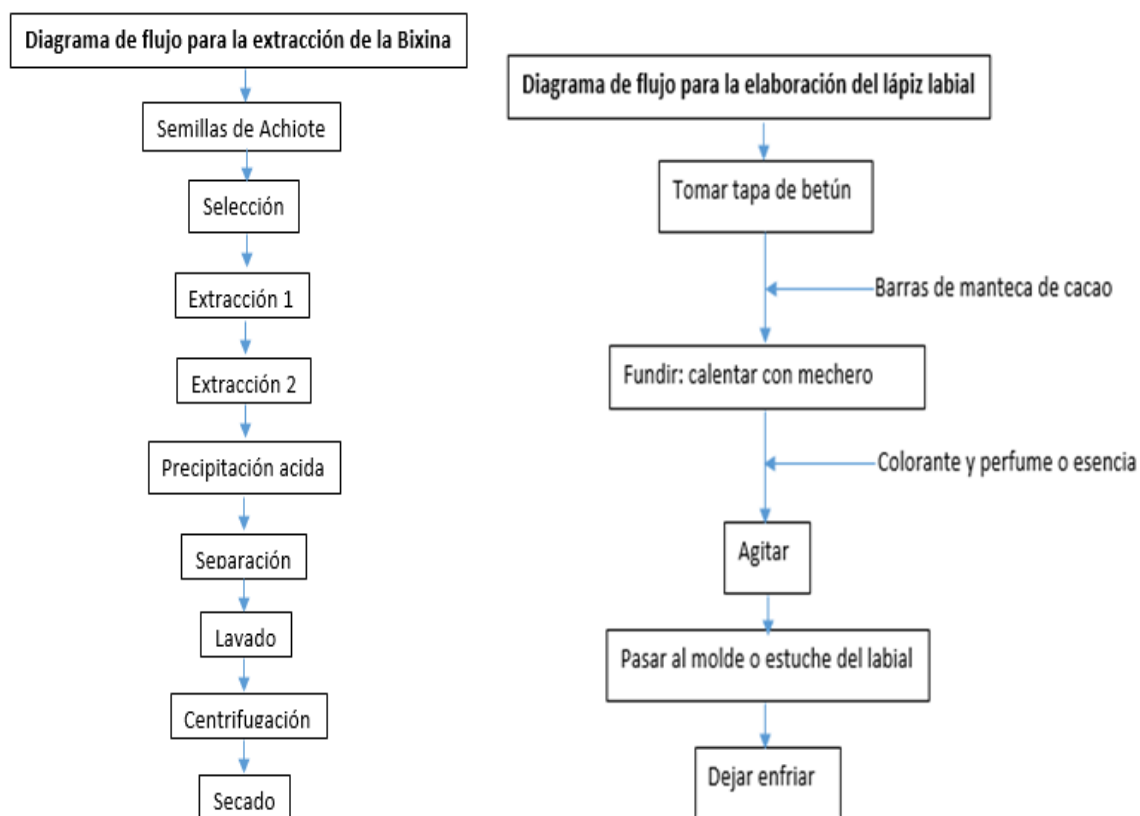 Diagrama de flujo para la extracción de la Bixina
Semillas de Achiote
Selección
Extracción 1
Extracción 2
Precipitación acida
Separación
Lavado
Centrifugación
Secado
Diagrama de flujo para la elaboración del lápiz labial
Tomar tapa de betún
Barras de manteca de cacao
Fundir: calentar con mechero
Colorante y perfume o esencia
Agitar
Pasar al molde o estuche del labial
Dejar enfriar